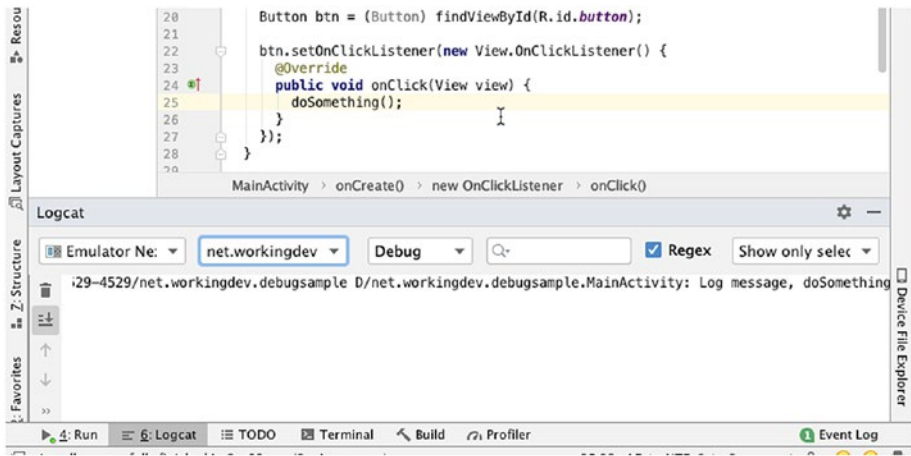 20 Button btn = (Button) findViewById(R.id.button);
21
22 btn.setOnClickListener(new View.OnClickListener() {
23 @Override
24 public void onClick(View view) {
25 doSomething();
26 }
27 });
28 }
29
MainActivity > onCreate() > new OnClickListener > onClick()
Resou
Layout Captures
Z: Structure
Favorites
Logcat
Emulator Ne: net.workingdev Debug Regex Show only selec
29-4529/net.workingdev.debugsample D/net.workingdev.debugsample.MainActivity: Log message, doSomething
Device File Explorer
4: Run 6: Logcat TODO Terminal Build Profiler 1 Event Log